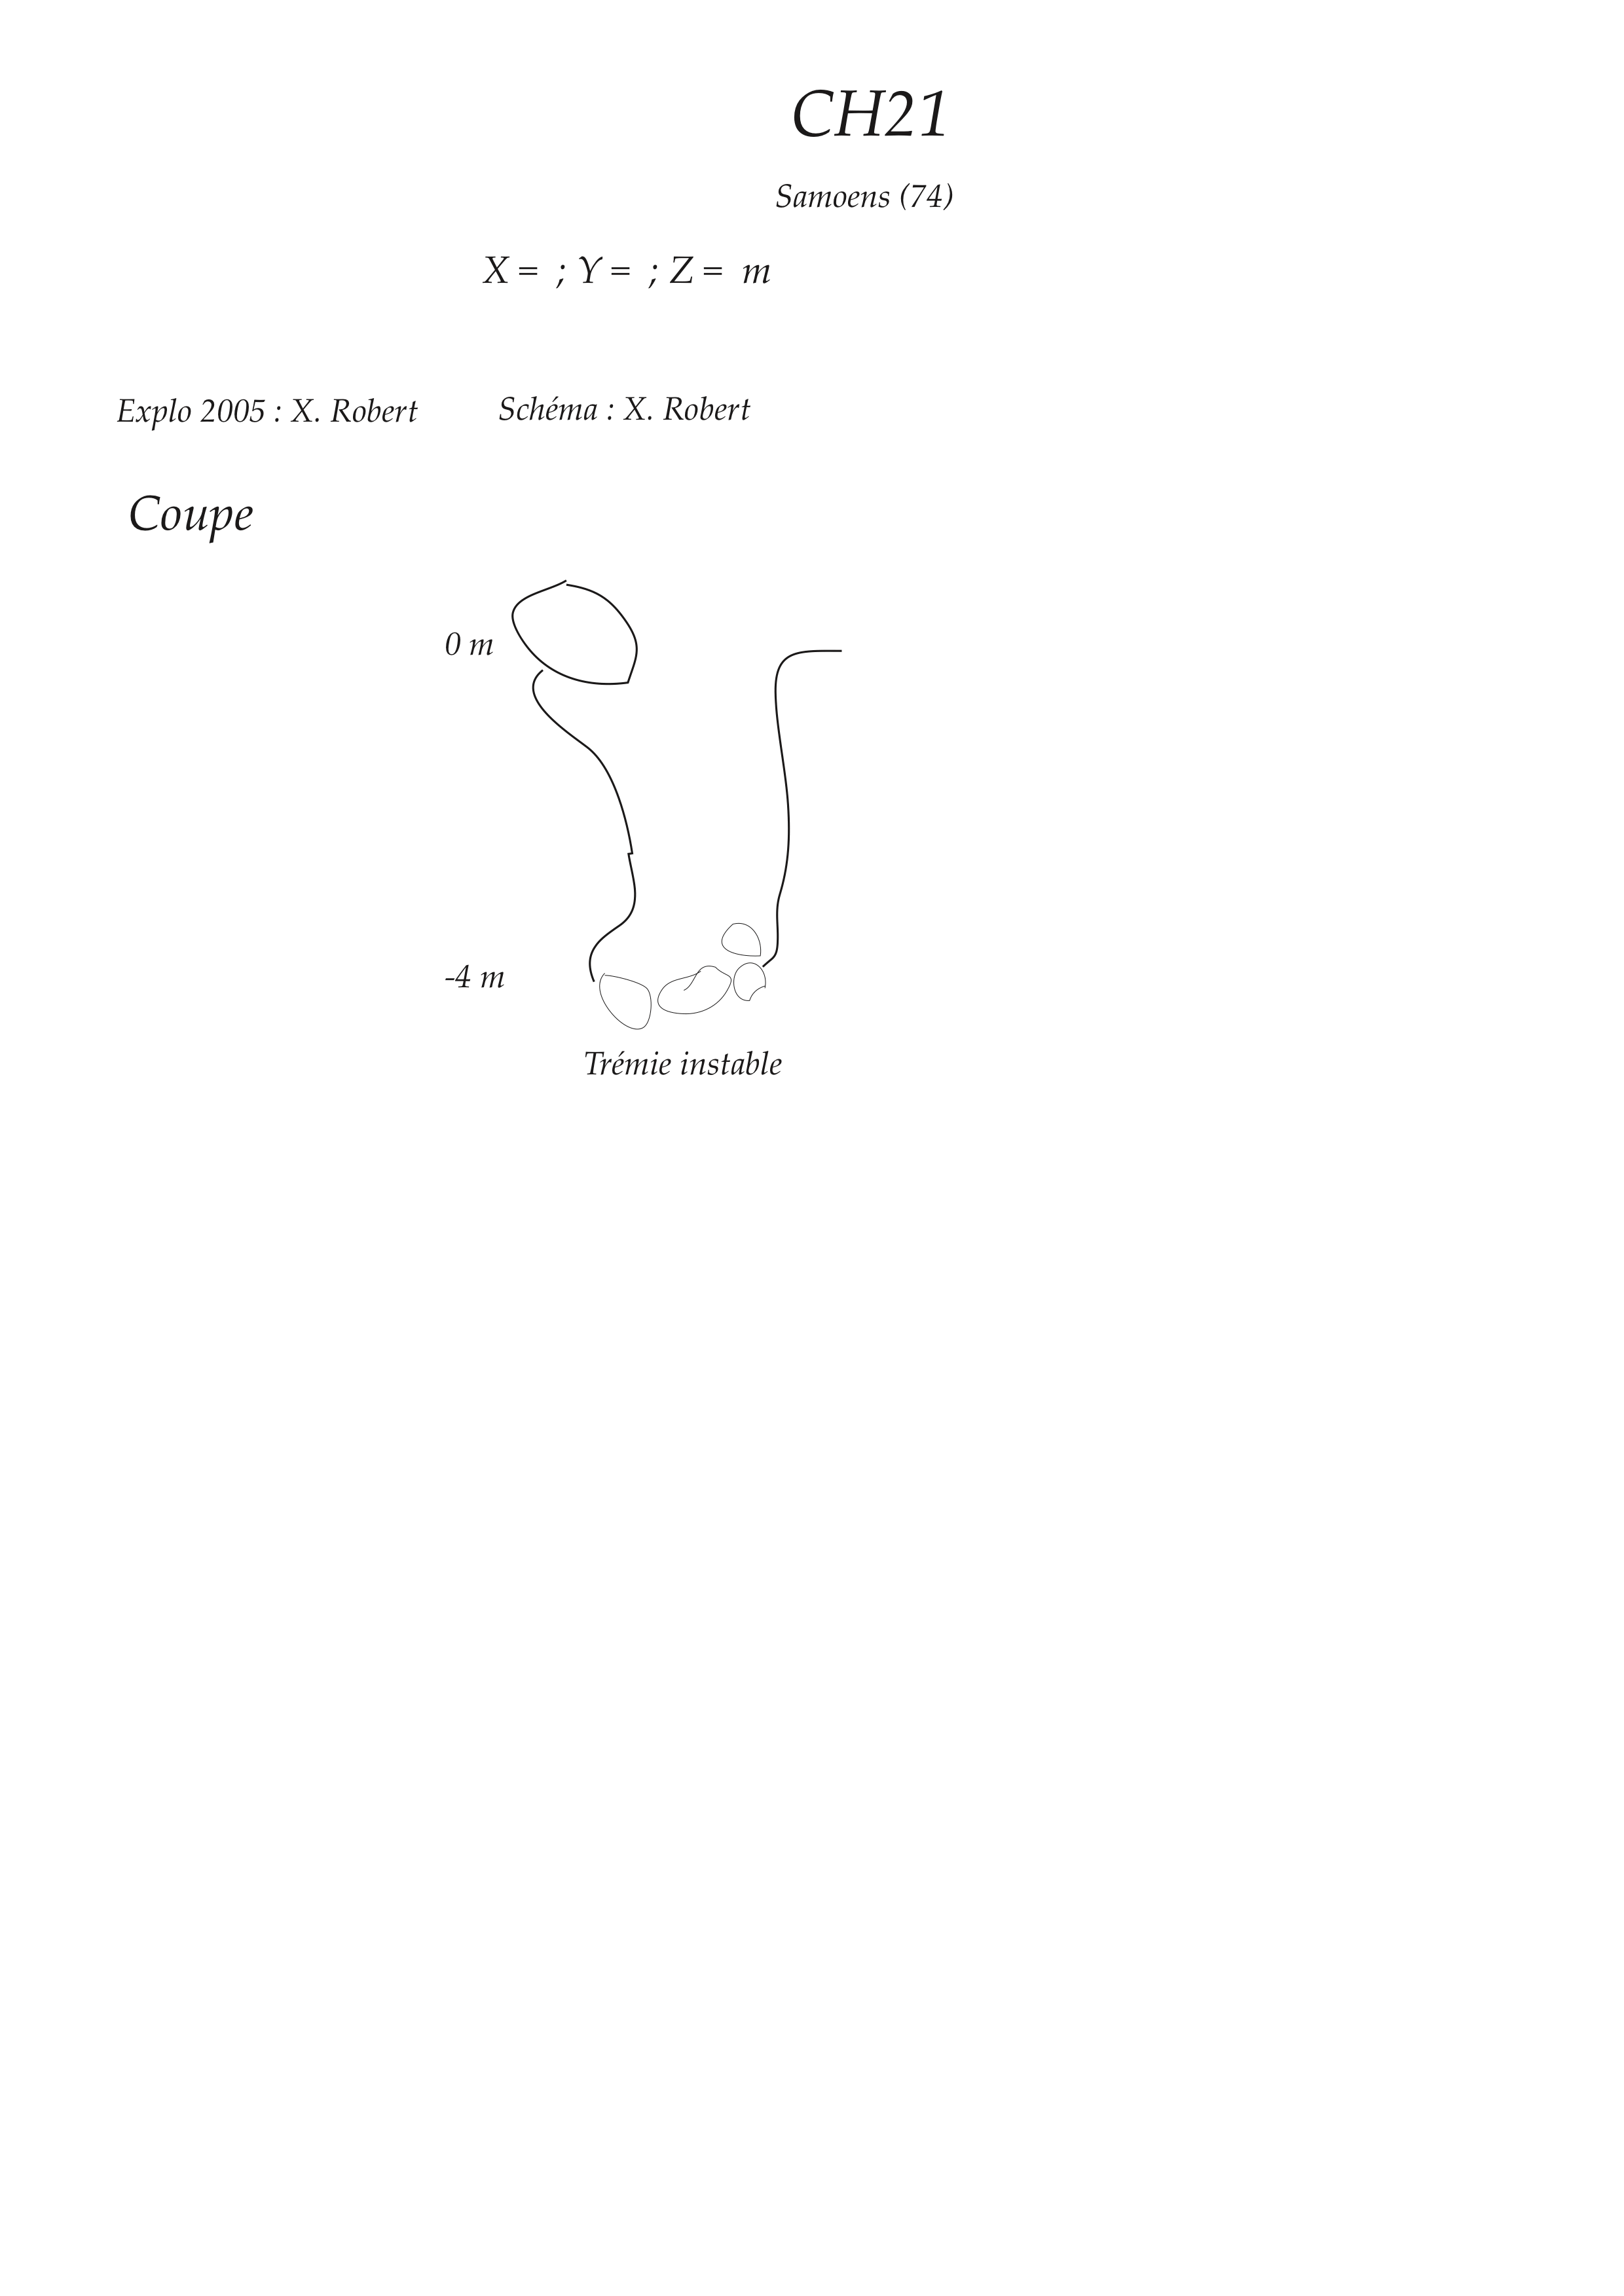 CH21
Samoens (74)
X = ; Y = ; Z = m
Explo 2005 : X. Robert
Schéma : X. Robert
Coupe
0 m
-4 m
Trémie instable